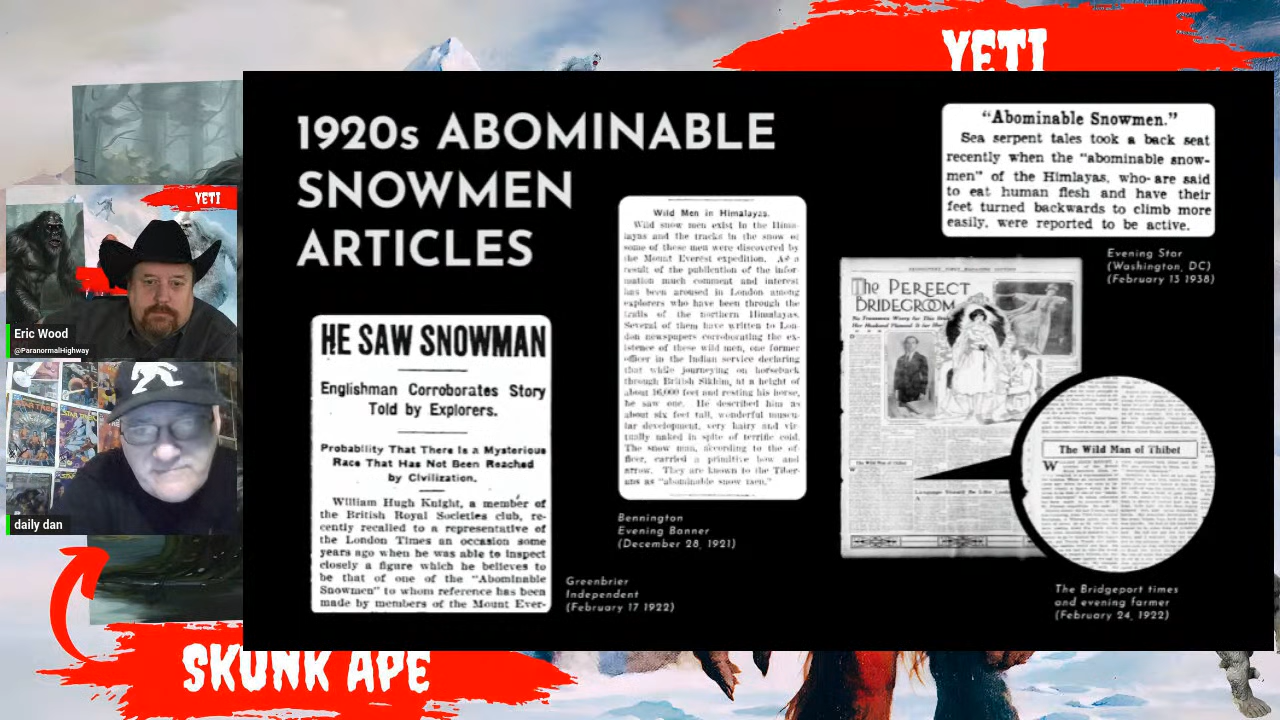 YETI
1920s ABOMINABLE
SNOWMEN
ARTICLES
HE SAW SNOWMAN
Englishman Corroborates Story
Told by Explorers.
Probability That There Is a Mysterious
Race That Has Not Been Reached
by Civilization.
William Hugh Knight, a member of
the British Royal Societies club, re-
cently recalled to a representative of
the London Times an occasion some
years ago when he was able to inspect
closely a figure which he believes to
be that of one of the "Abominable
Snowmen" to whom reference has been
made by members of the Mount Ever-
Greenbrier
Independent
(February 17 1922)
Wild Men in Himalayas.
Wild snow men exist in the Hima-
layas and the tracks in the snow of
some of these men were discovered by
the Mount Everest expedition. As a
result of the publication of the infor-
mation much comment and interest
has been aroused in London among
explorers who have been through the
trails of the northern Himalayas.
Several of them have written to Lon-
don newspapers corroborating the ex-
istence of these wild men, one former
officer in the Indian service declaring
that while journeying on horseback
through British Sikhim, at a height of
about 16,000 feet and resting his horse,
he saw one. He described him as
about six feet tall, wonderful muscu-
lar development, very hairy and vir-
tually naked in spite of terrific cold.
The snow man, according to the of-
ficer, carried a primitive bow and
arrow. They are known to the Tibet-
ans as "abominable snow men."
Bennington
Evening Banner
(December 28, 1921)
"Abominable Snowmen."
Sea serpent tales took a back seat
recently when the "abominable snow-
men" of the Himlayas, who are said
to eat human flesh and have their
feet turned backwards to climb more
easily, were reported to be active.
Evening Star
(Washington, DC)
(February 13 1938)
The PERFECT
BRIDEGROOM
The Wild Man of Thibet
The Wild Man of Thibet
The Bridgeport times
and evening farmer
(February 24, 1922)
YETI
Eric Wood
@ParanormalHighway
daily dan
SKUNK APE